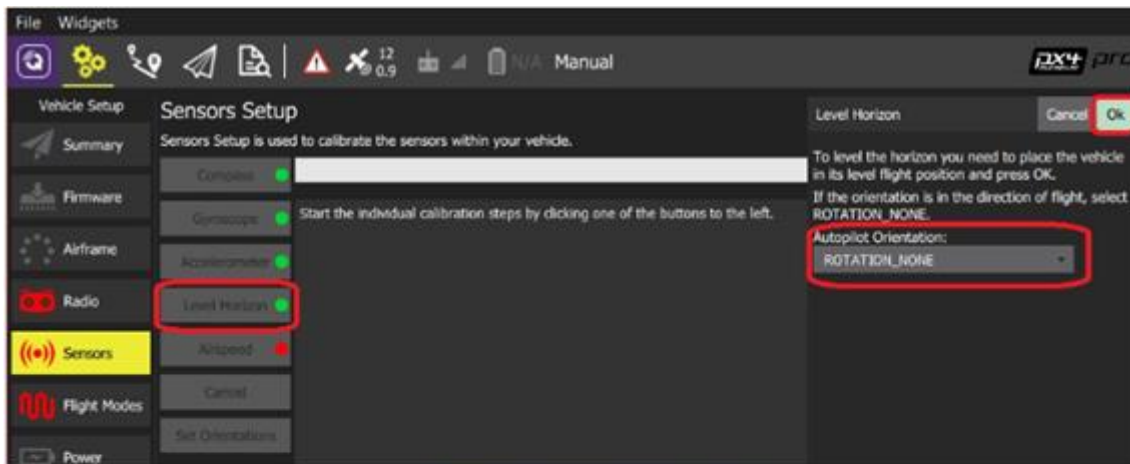 File Widgets
12
0.9
N/A Manual
px4 pro
Vehicle Setup
Summary
Firmware
Airframe
Radio
Sensors
Flight Modes
Power
Sensors Setup
Sensors Setup is used to calibrate the sensors within your vehicle.
Compass
Gyroscope
Accelerometer
Level Horizon
Airspeed
Cancel
Set Orientations
Start the individual calibration steps by clicking one of the buttons to the left.
Level Horizon
Cancel
Ok
To level the horizon you need to place the vehicle
in its level flight position and press OK.
If the orientation is in the direction of flight, select
ROTATION_NONE.
Autopilot Orientation:
ROTATION_NONE